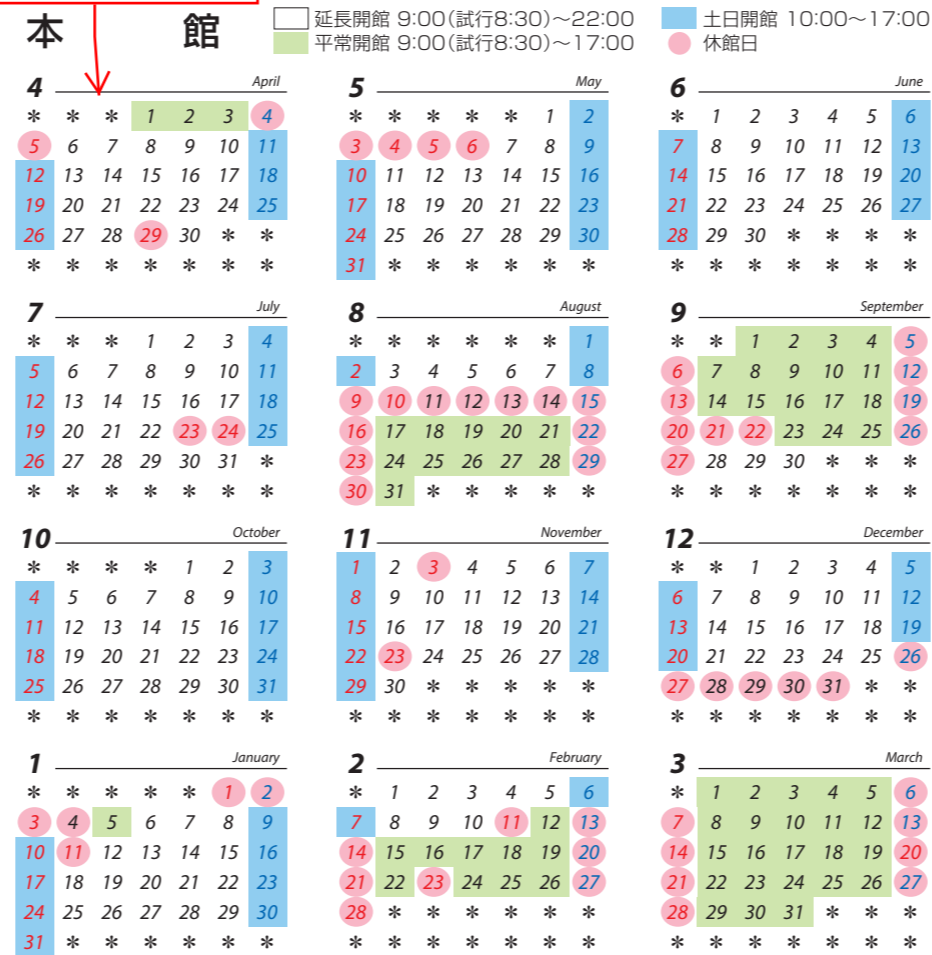 本 館
延長開館 9:00(試行8:30)～22:00 土日開館 10:00～17:00
平常開館 9:00(試行8:30)～17:00 休館日
4 April
* * * 1 2 3 4
5 6 7 8 9 10 11
12 13 14 15 16 17 18
19 20 21 22 23 24 25
26 27 28 29 30 * *
* * * * * * *
5 May
* * * * * 1 2
3 4 5 6 7 8 9
10 11 12 13 14 15 16
17 18 19 20 21 22 23
24 25 26 27 28 29 30
31 * * * * * *
6 June
* 1 2 3 4 5 6
7 8 9 10 11 12 13
14 15 16 17 18 19 20
21 22 23 24 25 26 27
28 29 30 * * * *
* * * * * * *
7 July
* * * 1 2 3 4
5 6 7 8 9 10 11
12 13 14 15 16 17 18
19 20 21 22 23 24 25
26 27 28 29 30 31 *
* * * * * * *
8 August
* * * * * * 1
2 3 4 5 6 7 8
9 10 11 12 13 14 15
16 17 18 19 20 21 22
23 24 25 26 27 28 29
30 31 * * * * *
9 September
* * 1 2 3 4 5
6 7 8 9 10 11 12
13 14 15 16 17 18 19
20 21 22 23 24 25 26
27 28 29 30 * * *
* * * * * * *
10 October
* * * * 1 2 3
4 5 6 7 8 9 10
11 12 13 14 15 16 17
18 19 20 21 22 23 24
25 26 27 28 29 30 31
* * * * * * *
11 November
1 2 3 4 5 6 7
8 9 10 11 12 13 14
15 16 17 18 19 20 21
22 23 24 25 26 27 28
29 30 * * * * *
* * * * * * *
12 December
* * 1 2 3 4 5
6 7 8 9 10 11 12
13 14 15 16 17 18 19
20 21 22 23 24 25 26
27 28 29 30 31 * *
* * * * * * *
1 January
* * * * * 1 2
3 4 5 6 7 8 9
10 11 12 13 14 15 16
17 18 19 20 21 22 23
24 25 26 27 28 29 30
31 * * * * * *
2 February
* 1 2 3 4 5 6
7 8 9 10 11 12 13
14 15 16 17 18 19 20
21 22 23 24 25 26 27
28 * * * * * *
* * * * * * *
3 March
* 1 2 3 4 5 6
7 8 9 10 11 12 13
14 15 16 17 18 19 20
21 22 23 24 25 26 27
28 29 30 31 * * *
* * * * * * *